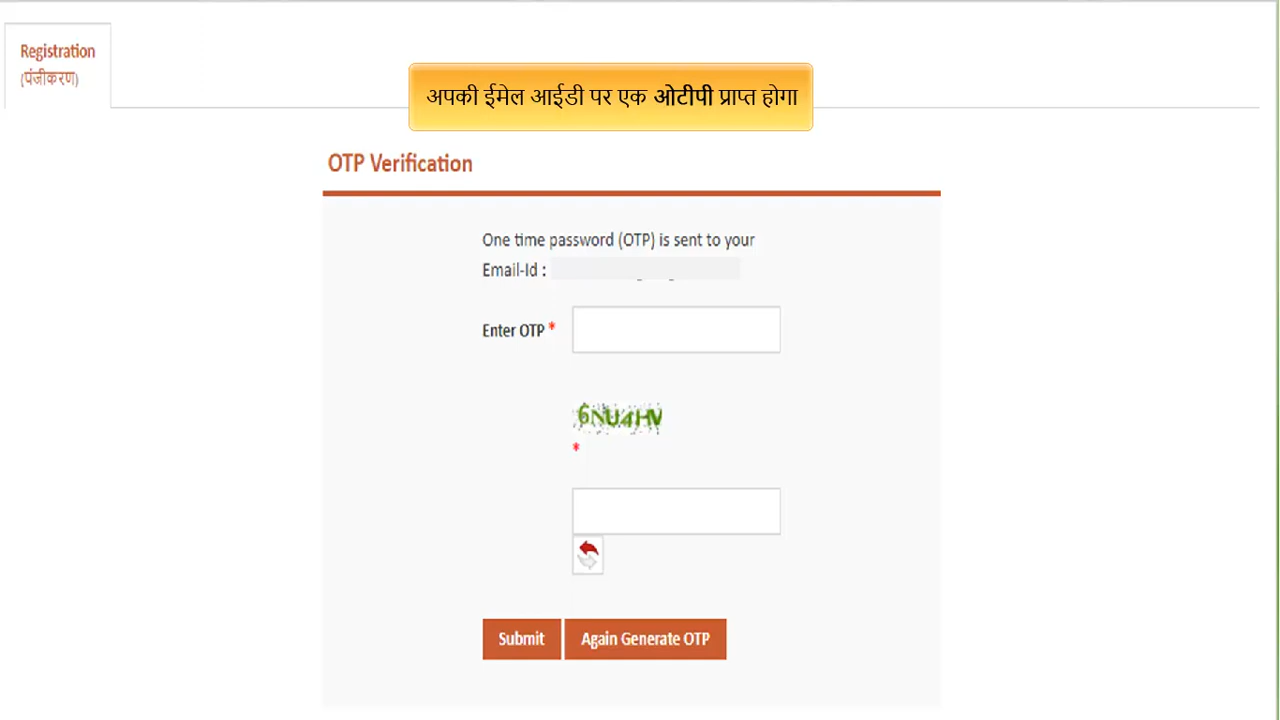 Registration
(पंजीकरण)
अपकी ईमेल आईडी पर एक ओटीपी प्राप्त होगा
OTP Verification
One time password (OTP) is sent to your
Email-Id :
Enter OTP *
6NU4HV
*
Submit Again Generate OTP